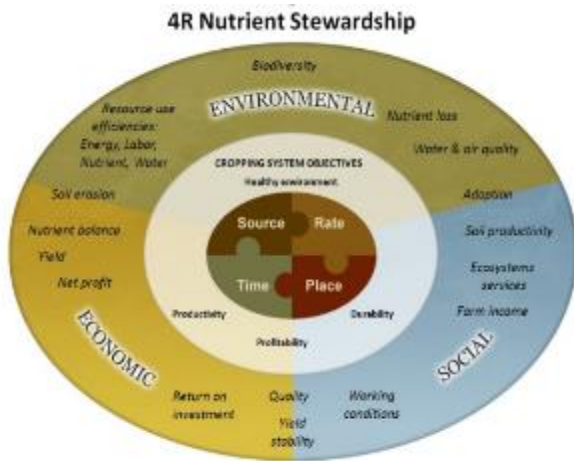 4R Nutrient Stewardship
Biodiversity
ENVIRONMENTAL
Resource use
efficiencies:
Energy, Labor,
Nutrient, Water
Nutrient loss
Water & air quality
CROPPING SYSTEM OBJECTIVES
Healthy environment
Soil erosion
Adoption
Nutrient balance
Soil productivity
Source
Rate
Yield
Ecosystems
services
Net profit
Time
Place
Farm income
Productivity
Durability
Profitability
ECONOMIC
SOCIAL
Return on
investment
Quality
Yield
stability
Working
conditions